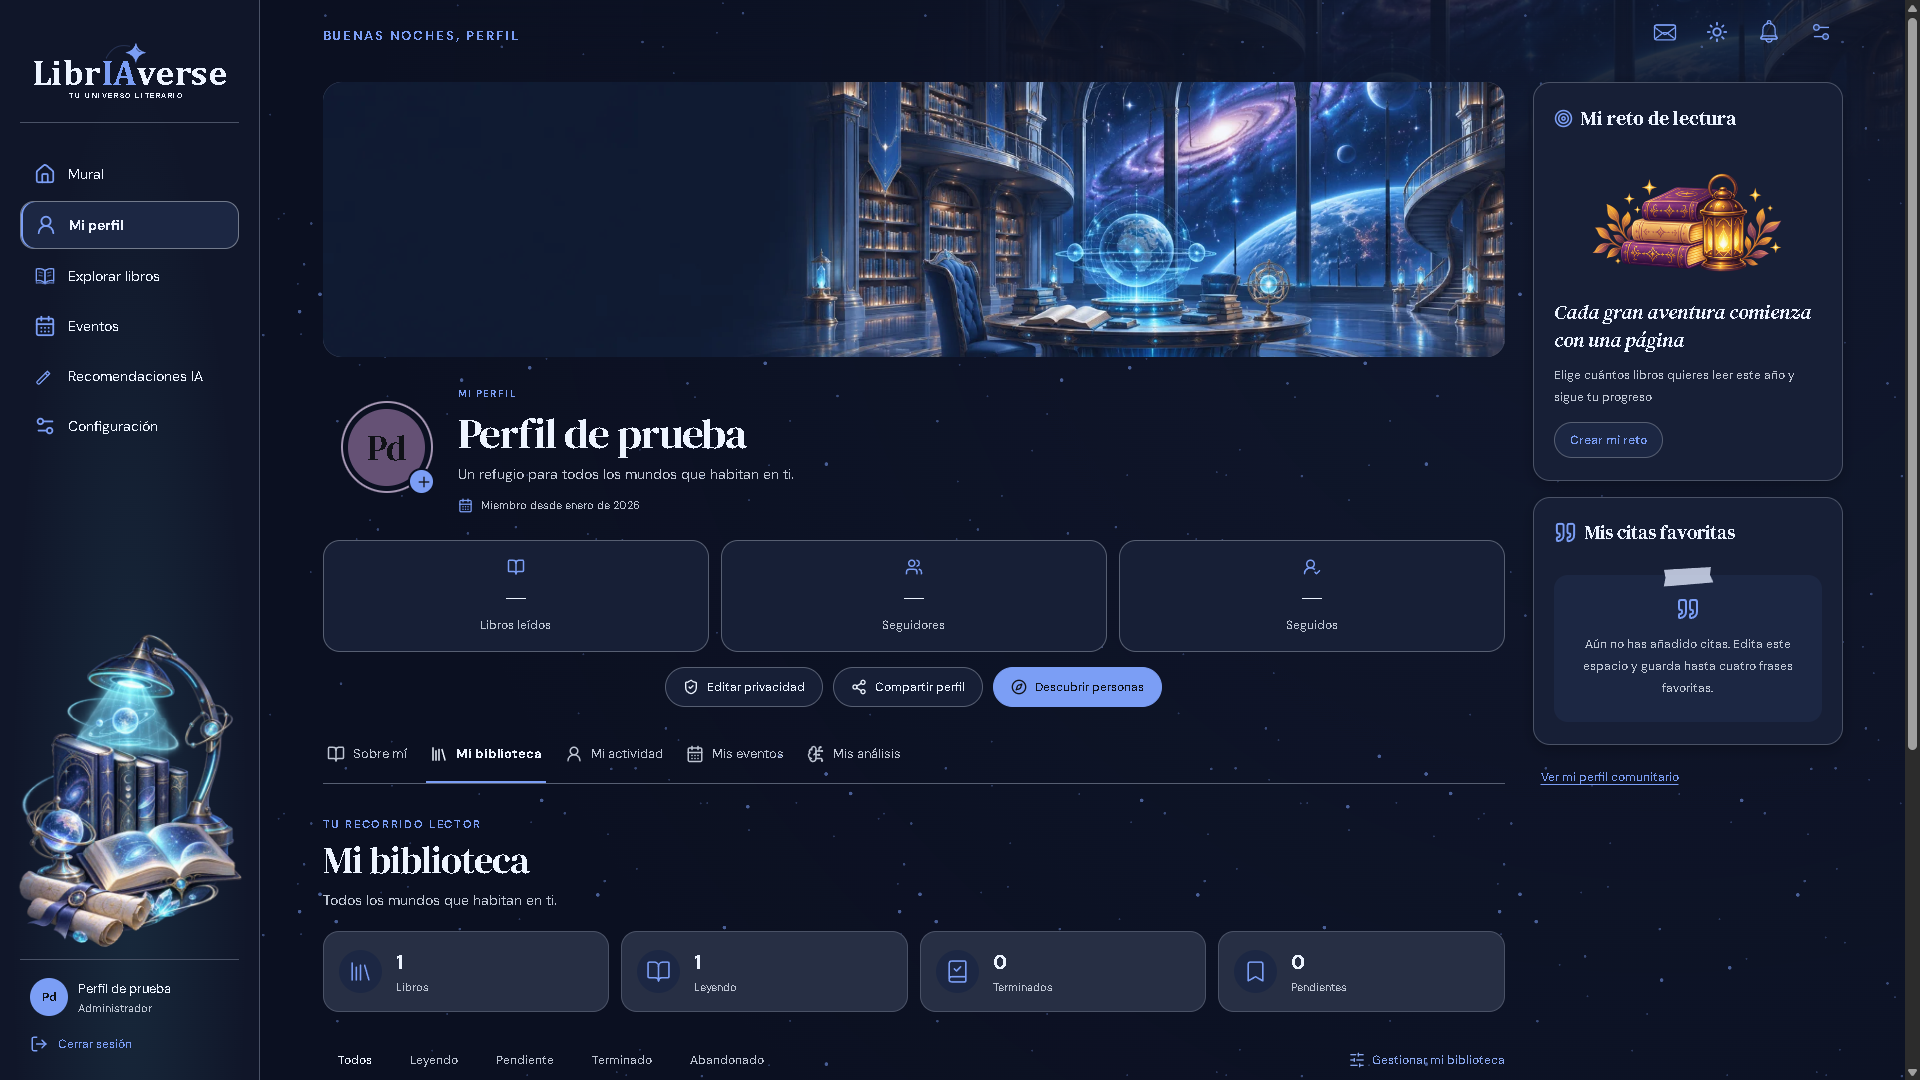 LibrIAverse
TU UNIVERSO LITERARIO
Mural
Mi perfil
Explorar libros
Eventos
Recomendaciones IA
Configuración
Pd
Perfil de prueba
Administrador
Cerrar sesión
BUENAS NOCHES, PERFIL
Pd
MI PERFIL
Perfil de prueba
Un refugio para todos los mundos que habitan en ti.
Miembro desde enero de 2026
—
Libros leídos
—
Seguidores
—
Seguidos
Editar privacidad
Compartir perfil
Descubrir personas
Sobre mí
Mi biblioteca
Mi actividad
Mis eventos
Mis análisis
TU RECORRIDO LECTOR
Mi biblioteca
Todos los mundos que habitan en ti.
1
Libros
1
Leyendo
0
Terminados
0
Pendientes
Todos
Leyendo
Pendiente
Terminado
Abandonado
Gestionar mi biblioteca
Mi reto de lectura
Cada gran aventura comienza
con una página
Elige cuántos libros quieres leer este año y
sigue tu progreso
Crear mi reto
Mis citas favoritas
Aún no has añadido citas. Edita este
espacio y guarda hasta cuatro frases
favoritas.
Ver mi perfil comunitario